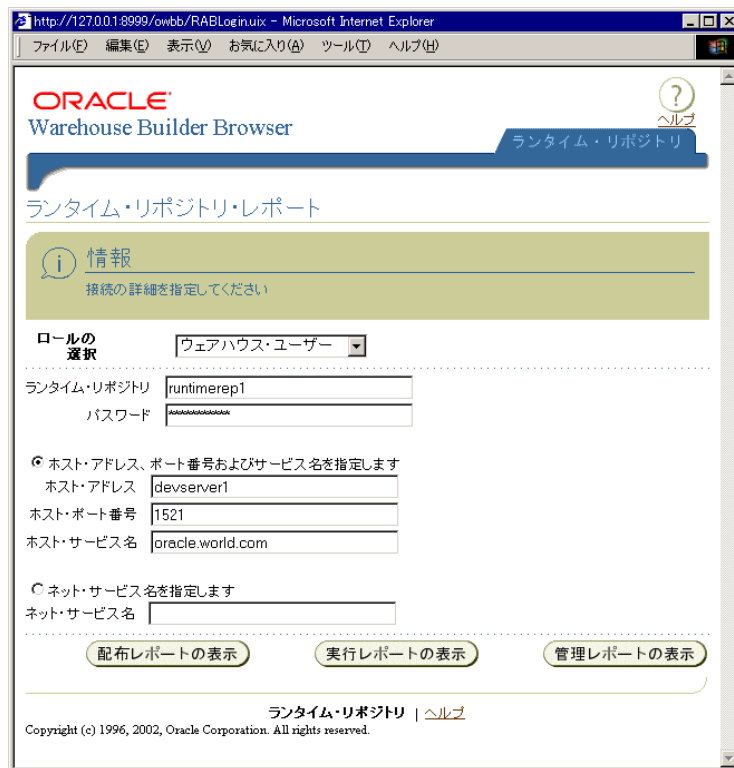 http://127.0.0.1:8999/owbb/RABLogin.uix - Microsoft Internet Explorer
ファイル(F) 編集(E) 表示(V) お気に入り(A) ツール(T) ヘルプ(H)
ORACLE
Warehouse Builder Browser
?
ヘルプ
ランタイム・リポジトリ
ランタイム・リポジトリ・レポート
i 情報
接続の詳細を指定してください
ロールの
選択
ウェアハウス・ユーザー
ランタイム・リポジトリ runtimerep1
パスワード ***********
ホスト・アドレス、ポート番号およびサービス名を指定します
ホスト・アドレス devserver1
ホスト・ポート番号 1521
ホスト・サービス名 oracle.world.com
ネット・サービス名を指定します
ネット・サービス名
配布レポートの表示 実行レポートの表示 管理レポートの表示
ランタイム・リポジトリ | ヘルプ
Copyright (c) 1996, 2002, Oracle Corporation. All rights reserved.